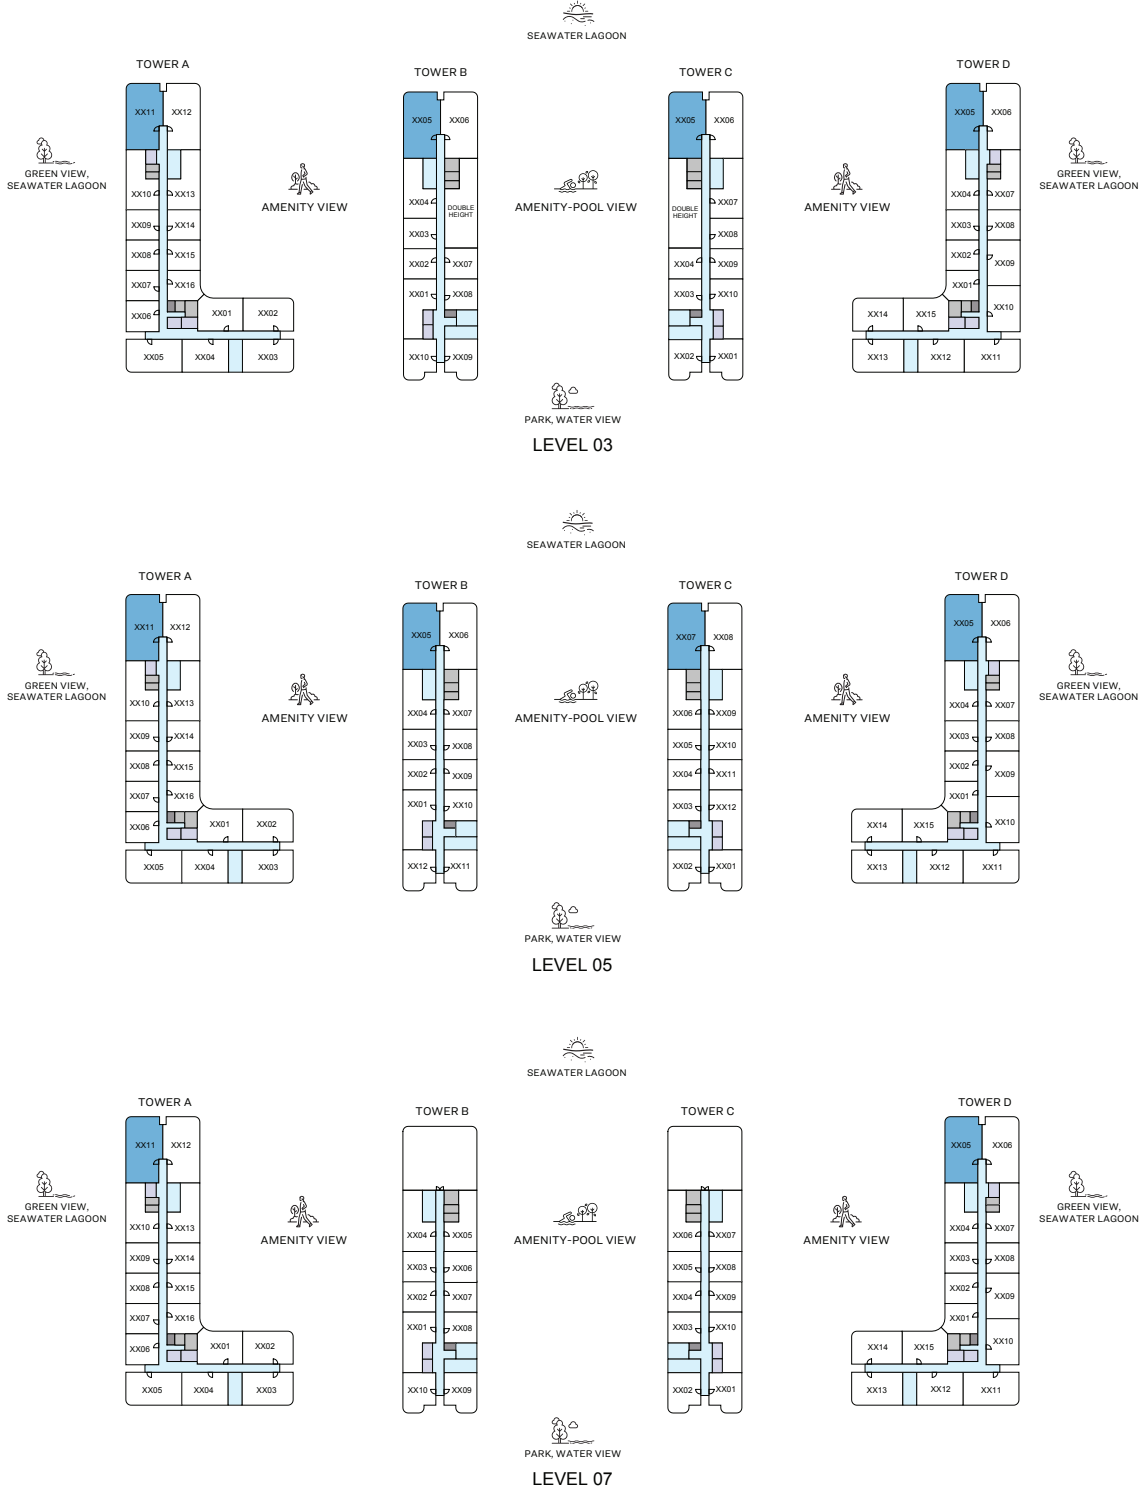 SEAWATER LAGOON
TOWER A
TOWER B
TOWER C
TOWER D
XX11 XX12
XX05 XX06
XX05 XX06
XX05 XX06
GREEN VIEW,
SEAWATER LAGOON
AMENITY VIEW
AMENITY-POOL VIEW
AMENITY VIEW
GREEN VIEW,
SEAWATER LAGOON
XX10 XX13
XX09 XX14
XX08 XX15
XX07 XX16
XX06 XX01 XX02
XX05 XX04 XX03
XX04 DOUBLE
HEIGHT
XX03
XX02 XX07
XX01 XX08
XX10 XX09
DOUBLE
HEIGHT
XX07
XX08
XX04 XX09
XX03 XX10
XX02 XX01
XX04 XX07
XX03 XX08
XX02 XX09
XX01 XX10
XX14 XX15
XX13 XX12 XX11
PARK, WATER VIEW
LEVEL 03
SEAWATER LAGOON
TOWER A
TOWER B
TOWER C
TOWER D
XX11 XX12
XX05 XX06
XX07 XX08
XX05 XX06
GREEN VIEW,
SEAWATER LAGOON
AMENITY VIEW
AMENITY-POOL VIEW
AMENITY VIEW
GREEN VIEW,
SEAWATER LAGOON
XX10 XX13
XX09 XX14
XX08 XX15
XX07 XX16
XX06 XX01 XX02
XX05 XX04 XX03
XX04 XX07
XX03 XX08
XX02 XX09
XX01 XX10
XX12 XX11
XX06 XX09
XX05 XX10
XX04 XX11
XX03 XX12
XX02 XX01
XX04 XX07
XX03 XX08
XX02 XX09
XX01 XX10
XX14 XX15
XX13 XX12 XX11
PARK, WATER VIEW
LEVEL 05
SEAWATER LAGOON
TOWER A
TOWER B
TOWER C
TOWER D
XX11 XX12
XX05 XX06
GREEN VIEW,
SEAWATER LAGOON
AMENITY VIEW
AMENITY-POOL VIEW
AMENITY VIEW
GREEN VIEW,
SEAWATER LAGOON
XX10 XX13
XX09 XX14
XX08 XX15
XX07 XX16
XX06 XX01 XX02
XX05 XX04 XX03
XX04 XX05
XX03 XX06
XX02 XX07
XX01 XX08
XX10 XX09
XX06 XX07
XX05 XX08
XX04 XX09
XX03 XX10
XX02 XX01
XX04 XX07
XX03 XX08
XX02 XX09
XX01 XX10
XX14 XX15
XX13 XX12 XX11
PARK, WATER VIEW
LEVEL 07